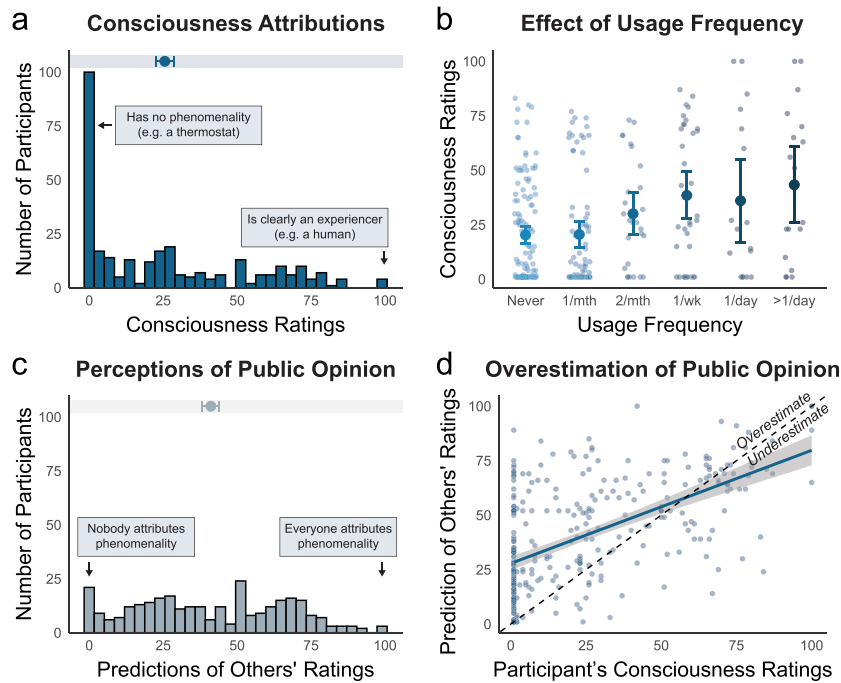 a
Consciousness Attributions
Number of Participants
100
75
50
25
0
Has no phenomenality
(e.g. a thermostat)
Is clearly an experiencer
(e.g. a human)
0 25 50 75 100
Consciousness Ratings
b
Effect of Usage Frequency
Consciousness Ratings
100
75
50
25
0
Never 1/mth 2/mth 1/wk 1/day >1/day
Usage Frequency
c
Perceptions of Public Opinion
Number of Participants
100
75
50
25
0
Nobody attributes
phenomenality
Everyone attributes
phenomenality
0 25 50 75 100
Predictions of Others' Ratings
d
Overestimation of Public Opinion
Prediction of Others' Ratings
100
75
50
25
0
Overestimate
Underestimate
0 25 50 75 100
Participant’s Consciousness Ratings